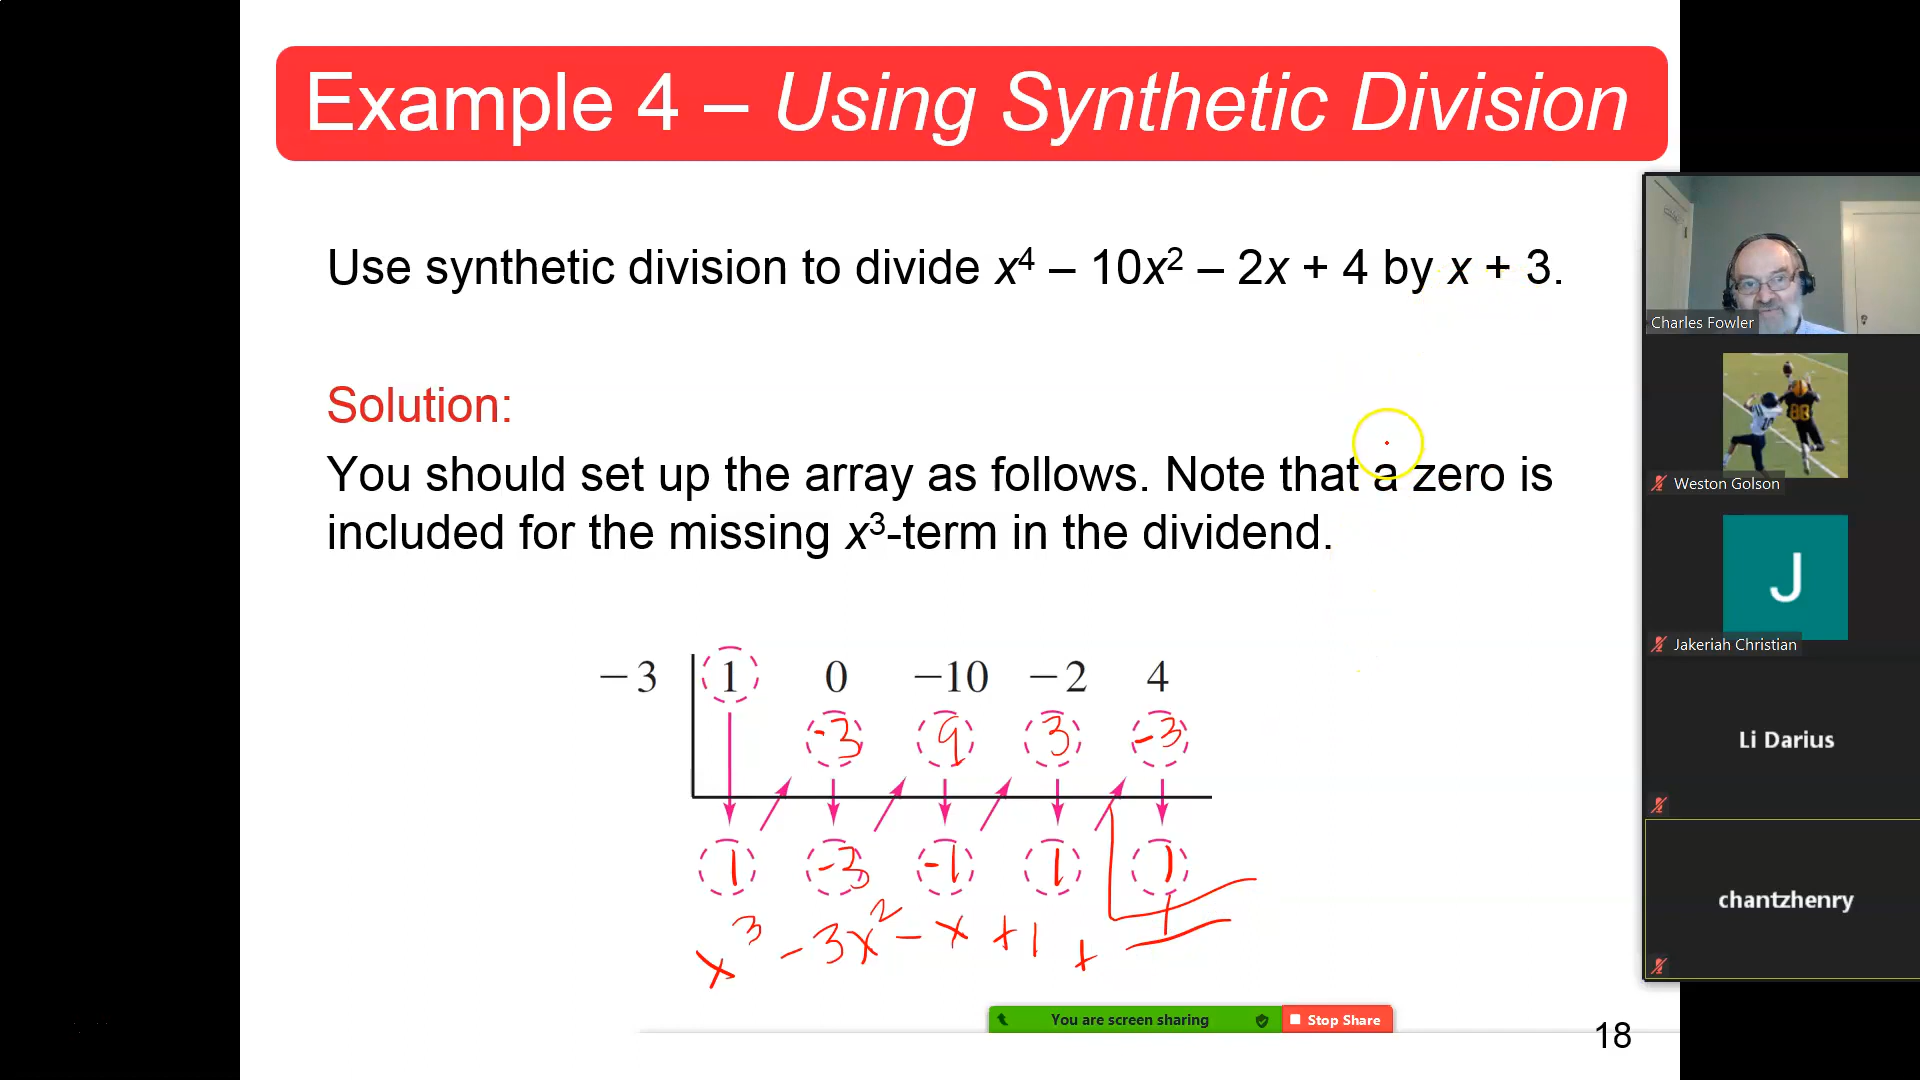 Example 4 – Using Synthetic Division
Use synthetic division to divide x⁴ – 10x² – 2x + 4 by x + 3.
Solution:
You should set up the array as follows. Note that a zero is
included for the missing x³-term in the dividend.
−3 1 0 −10 −2 4
-3 9 3 -3
1 -3 -1 1 1
x³ - 3x² - x + 1 + 1
You are screen sharing
Stop Share
18
Charles Fowler
80
Weston Golson
J
Jakeriah Christian
Li Darius
chantzhenry